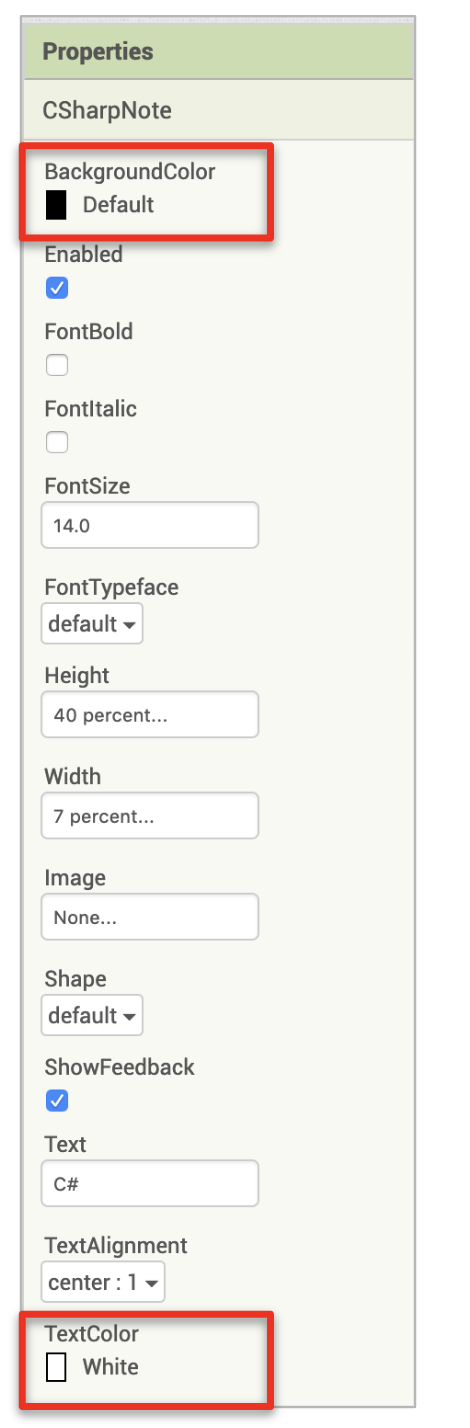 Properties
CSharpNote
BackgroundColor
Default
Enabled
FontBold
FontItalic
FontSize
14.0
FontTypeface
default
Height
40 percent...
Width
7 percent...
Image
None...
Shape
default
ShowFeedback
Text
C#
TextAlignment
center : 1
TextColor
White